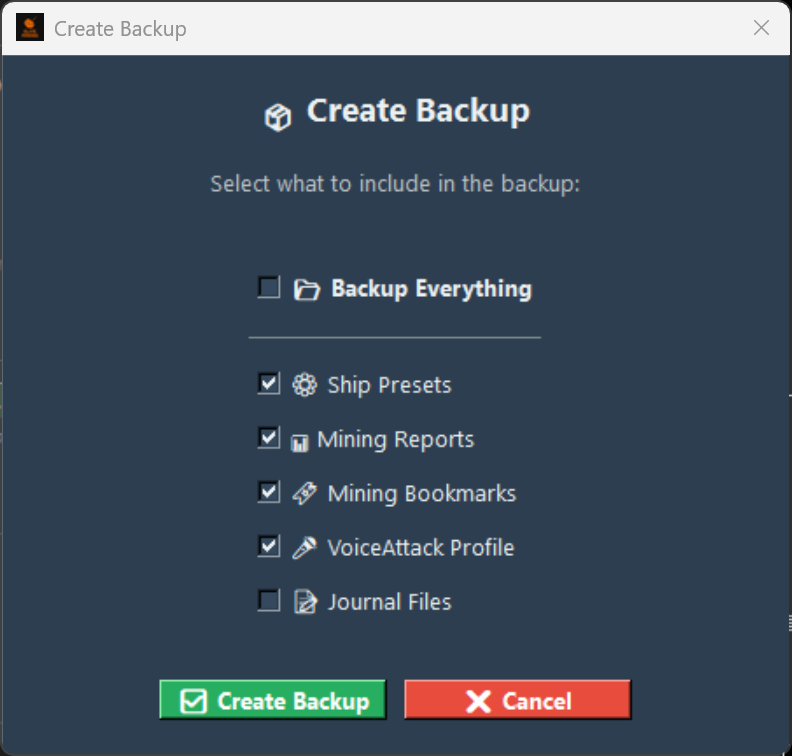 Create Backup
Create Backup
Select what to include in the backup:
Backup Everything
Ship Presets
Mining Reports
Mining Bookmarks
VoiceAttack Profile
Journal Files
Create Backup
Cancel